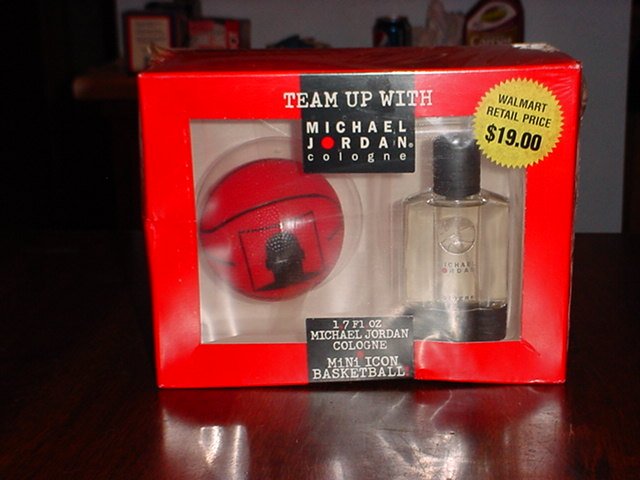 TEAM UP WITH
MICHAEL
JORDAN
cologne
WALMART
RETAIL PRICE
$19.00
MICHAEL
JORDAN
1.7 Fl OZ
MICHAEL JORDAN
COLOGNE
MiNi ICON
BASKETBALL